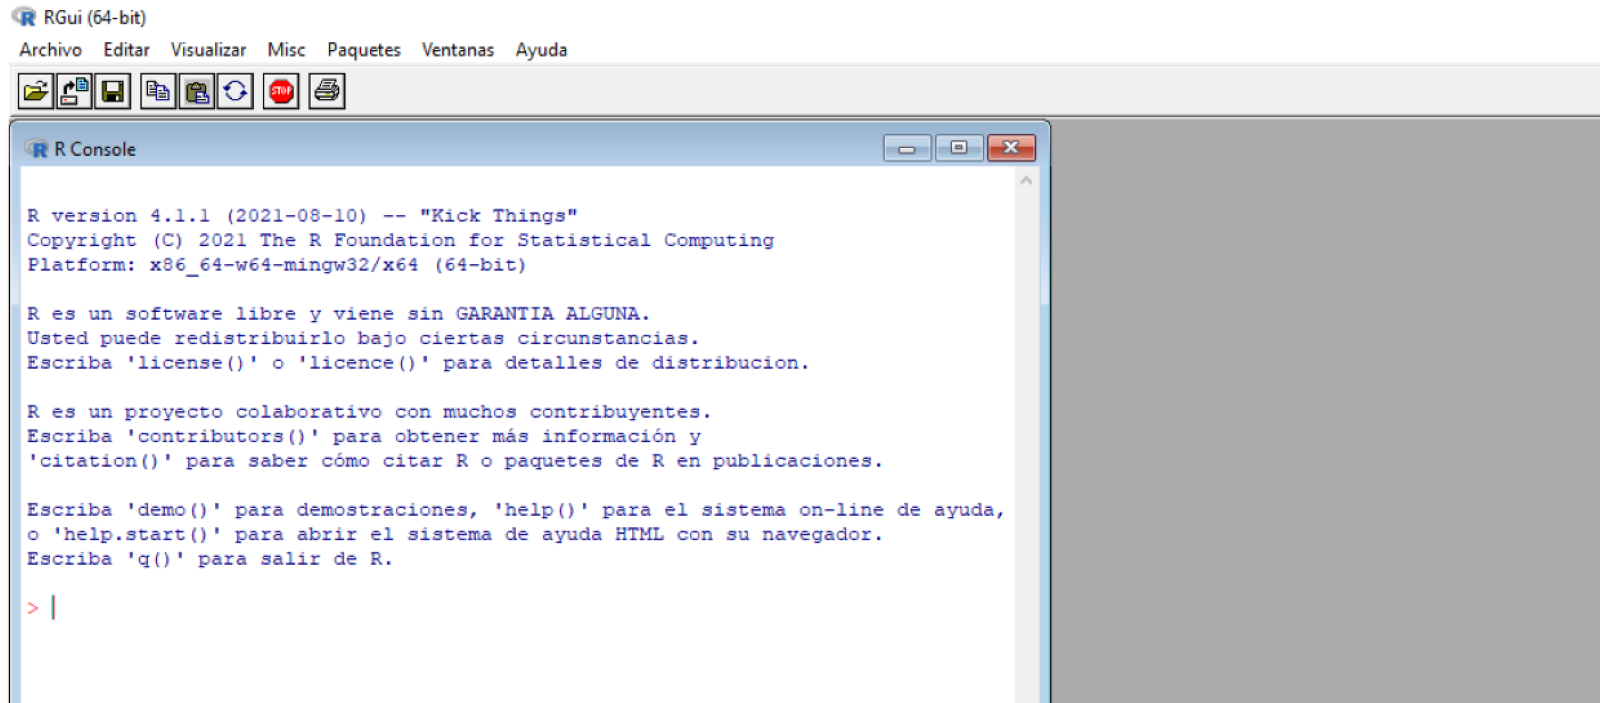 RGui (64-bit)
Archivo Editar Visualizar Misc Paquetes Ventanas Ayuda
STOP
R Console
R version 4.1.1 (2021-08-10) -- "Kick Things"
Copyright (C) 2021 The R Foundation for Statistical Computing
Platform: x86_64-w64-mingw32/x64 (64-bit)
R es un software libre y viene sin GARANTIA ALGUNA.
Usted puede redistribuirlo bajo ciertas circunstancias.
Escriba 'license()' o 'licence()' para detalles de distribucion.
R es un proyecto colaborativo con muchos contribuyentes.
Escriba 'contributors()' para obtener más información y
'citation()' para saber cómo citar R o paquetes de R en publicaciones.
Escriba 'demo()' para demostraciones, 'help()' para el sistema on-line de ayuda,
o 'help.start()' para abrir el sistema de ayuda HTML con su navegador.
Escriba 'q()' para salir de R.
>